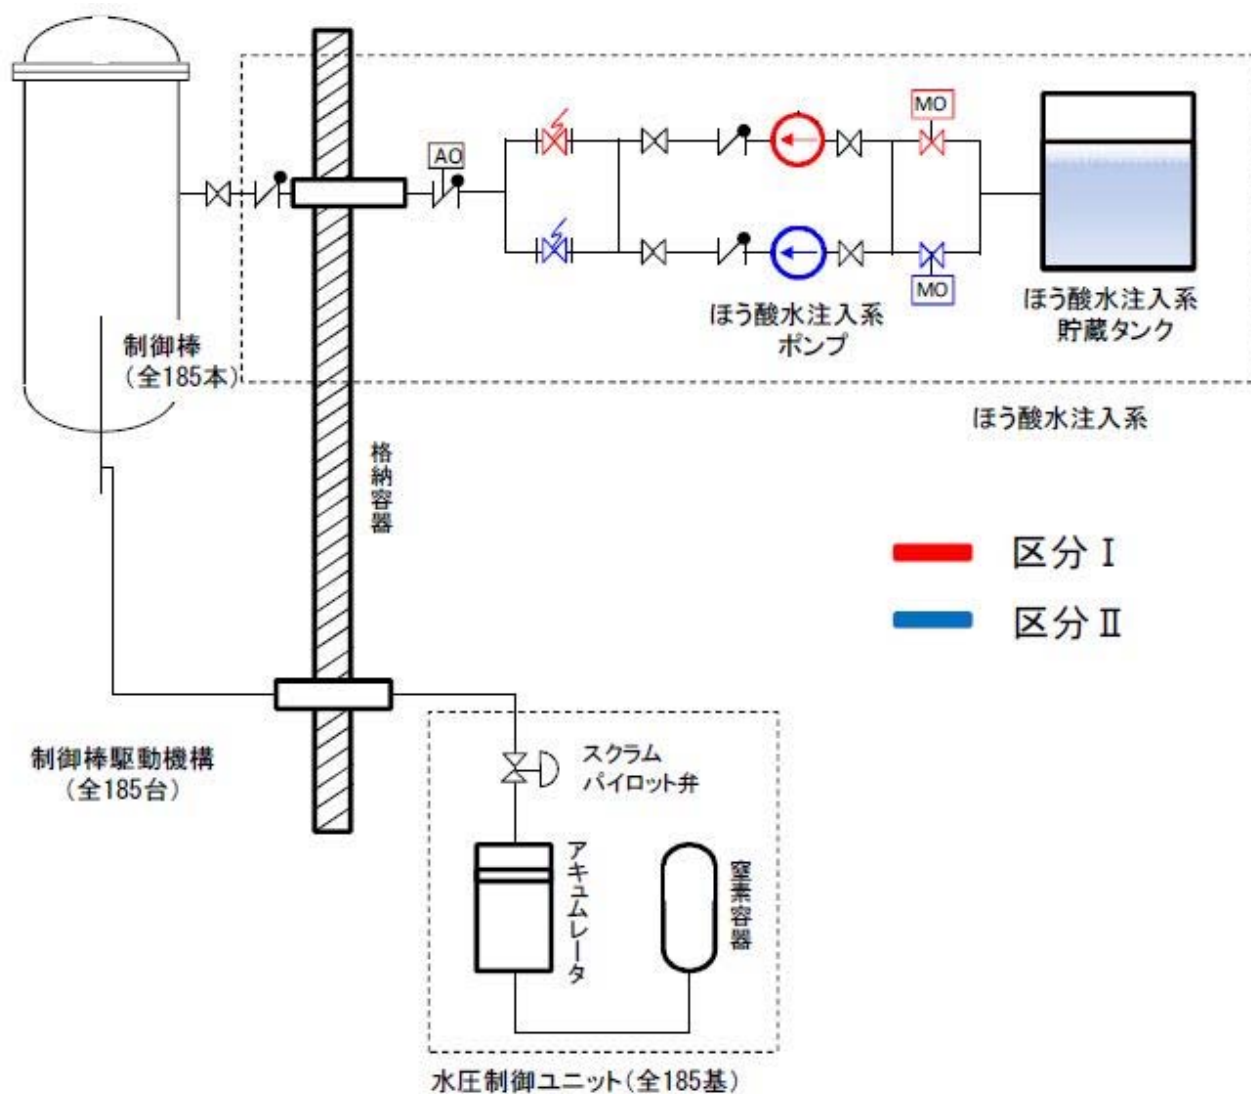 MO
AO
MO
ほう酸水注入系
ポンプ
ほう酸水注入系
貯蔵タンク
制御棒
(全185本)
ほう酸水注入系
格納容器
区分Ⅰ
区分Ⅱ
制御棒駆動機構
(全185台)
スクラム
パイロット弁
アキュムレータ
窒素容器
水圧制御ユニット(全185基)